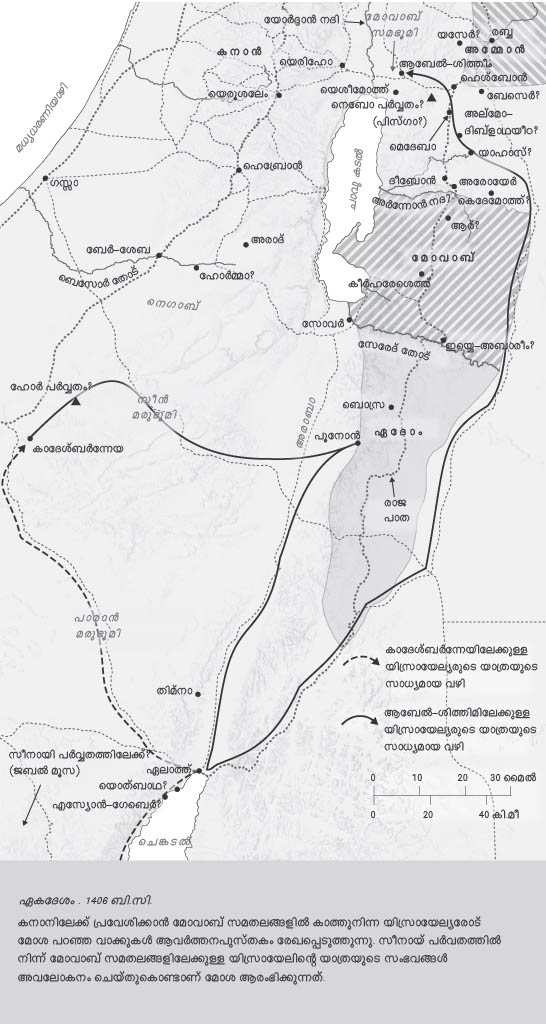 യോർദ്ദാൻ നദി
മോവാബ്
സമഭൂമി
യസേർ?
രബ്ബ
അമ്മോൻ
കനാൻ
യെരിഹോ
ആബേൽ–ശിത്തീം
ഹെശ്ബോൻ
യെരുശലേം
യെശീമോത്ത്
ബേസെർ?
നെബോ പർവ്വതം?
(പിസ്ഗാ?)
അല്മോ–
ദിബ്ളാഥയീഠ?
മെദേബാ
മധ്യധരണിയാഴി
യാഹാസ്?
ഹെബ്രോൻ
ചാവു കടൽ
ഗസ്സാ
ദീബോൻ
അരോയേർ
അർന്നോൻ നദി
കെദേമോത്ത്?
ആർ?
ബേർ–ശേബ
അരാദ്
മോവാബ്
ബെസോർ തോട്
ഹോർമ്മാ?
കീർഹരേശെത്ത്
നെഗാബ്
സോവർ
സേരേദ് തോട്
ഇയ്യെ–അബാരീം?
ഹോർ പർവ്വതം?
സീൻ
മരുഭൂമി
ബൊസ്ര
അരാബാ
പൂനോൻ
ഏദോം
കാദേശ്ബർന്നേയ
രാജ
പാത
പാരാൻ
മരുഭൂമി
കാദേശ്ബർന്നേയിലേക്കുള്ള
യിസ്രായേല്യരുടെ യാത്രയുടെ
സാധ്യമായ വഴി
തിമ്നാ
ആബേൽ–ശിത്തിമിലേക്കുള്ള
യിസ്രായേല്യരുടെ യാത്രയുടെ
സാധ്യമായ വഴി
സീനായി പർവ്വതത്തിലേക്ക്?
(ജബൽ മൂസ)
ഏലാത്ത്
യൊത്ബാഥ?
എസ്യോൻ–ഗേബെർ?
0 10 20 30 മൈൽ
0 20 40 കി.മീ
ചെങ്കടൽ
ഏകദേശം . 1406 ബി.സി.
കനാനിലേക്ക് പ്രവേശിക്കാൻ മോവാബ് സമതലങ്ങളിൽ കാത്തുനിന്ന യിസ്രായേല്യരോട്
മോശ പറഞ്ഞ വാക്കുകൾ ആവർത്തനപുസ്തകം രേഖപ്പെടുത്തുന്നു. സീനായ് പർവതത്തിൽ
നിന്ന് മോവാബ് സമതലങ്ങളിലേക്കുള്ള യിസ്രായേലിന്റെ യാത്രയുടെ സംഭവങ്ങൾ
അവലോകനം ചെയ്തുകൊണ്ടാണ് മോശ ആരംഭിക്കുന്നത്.